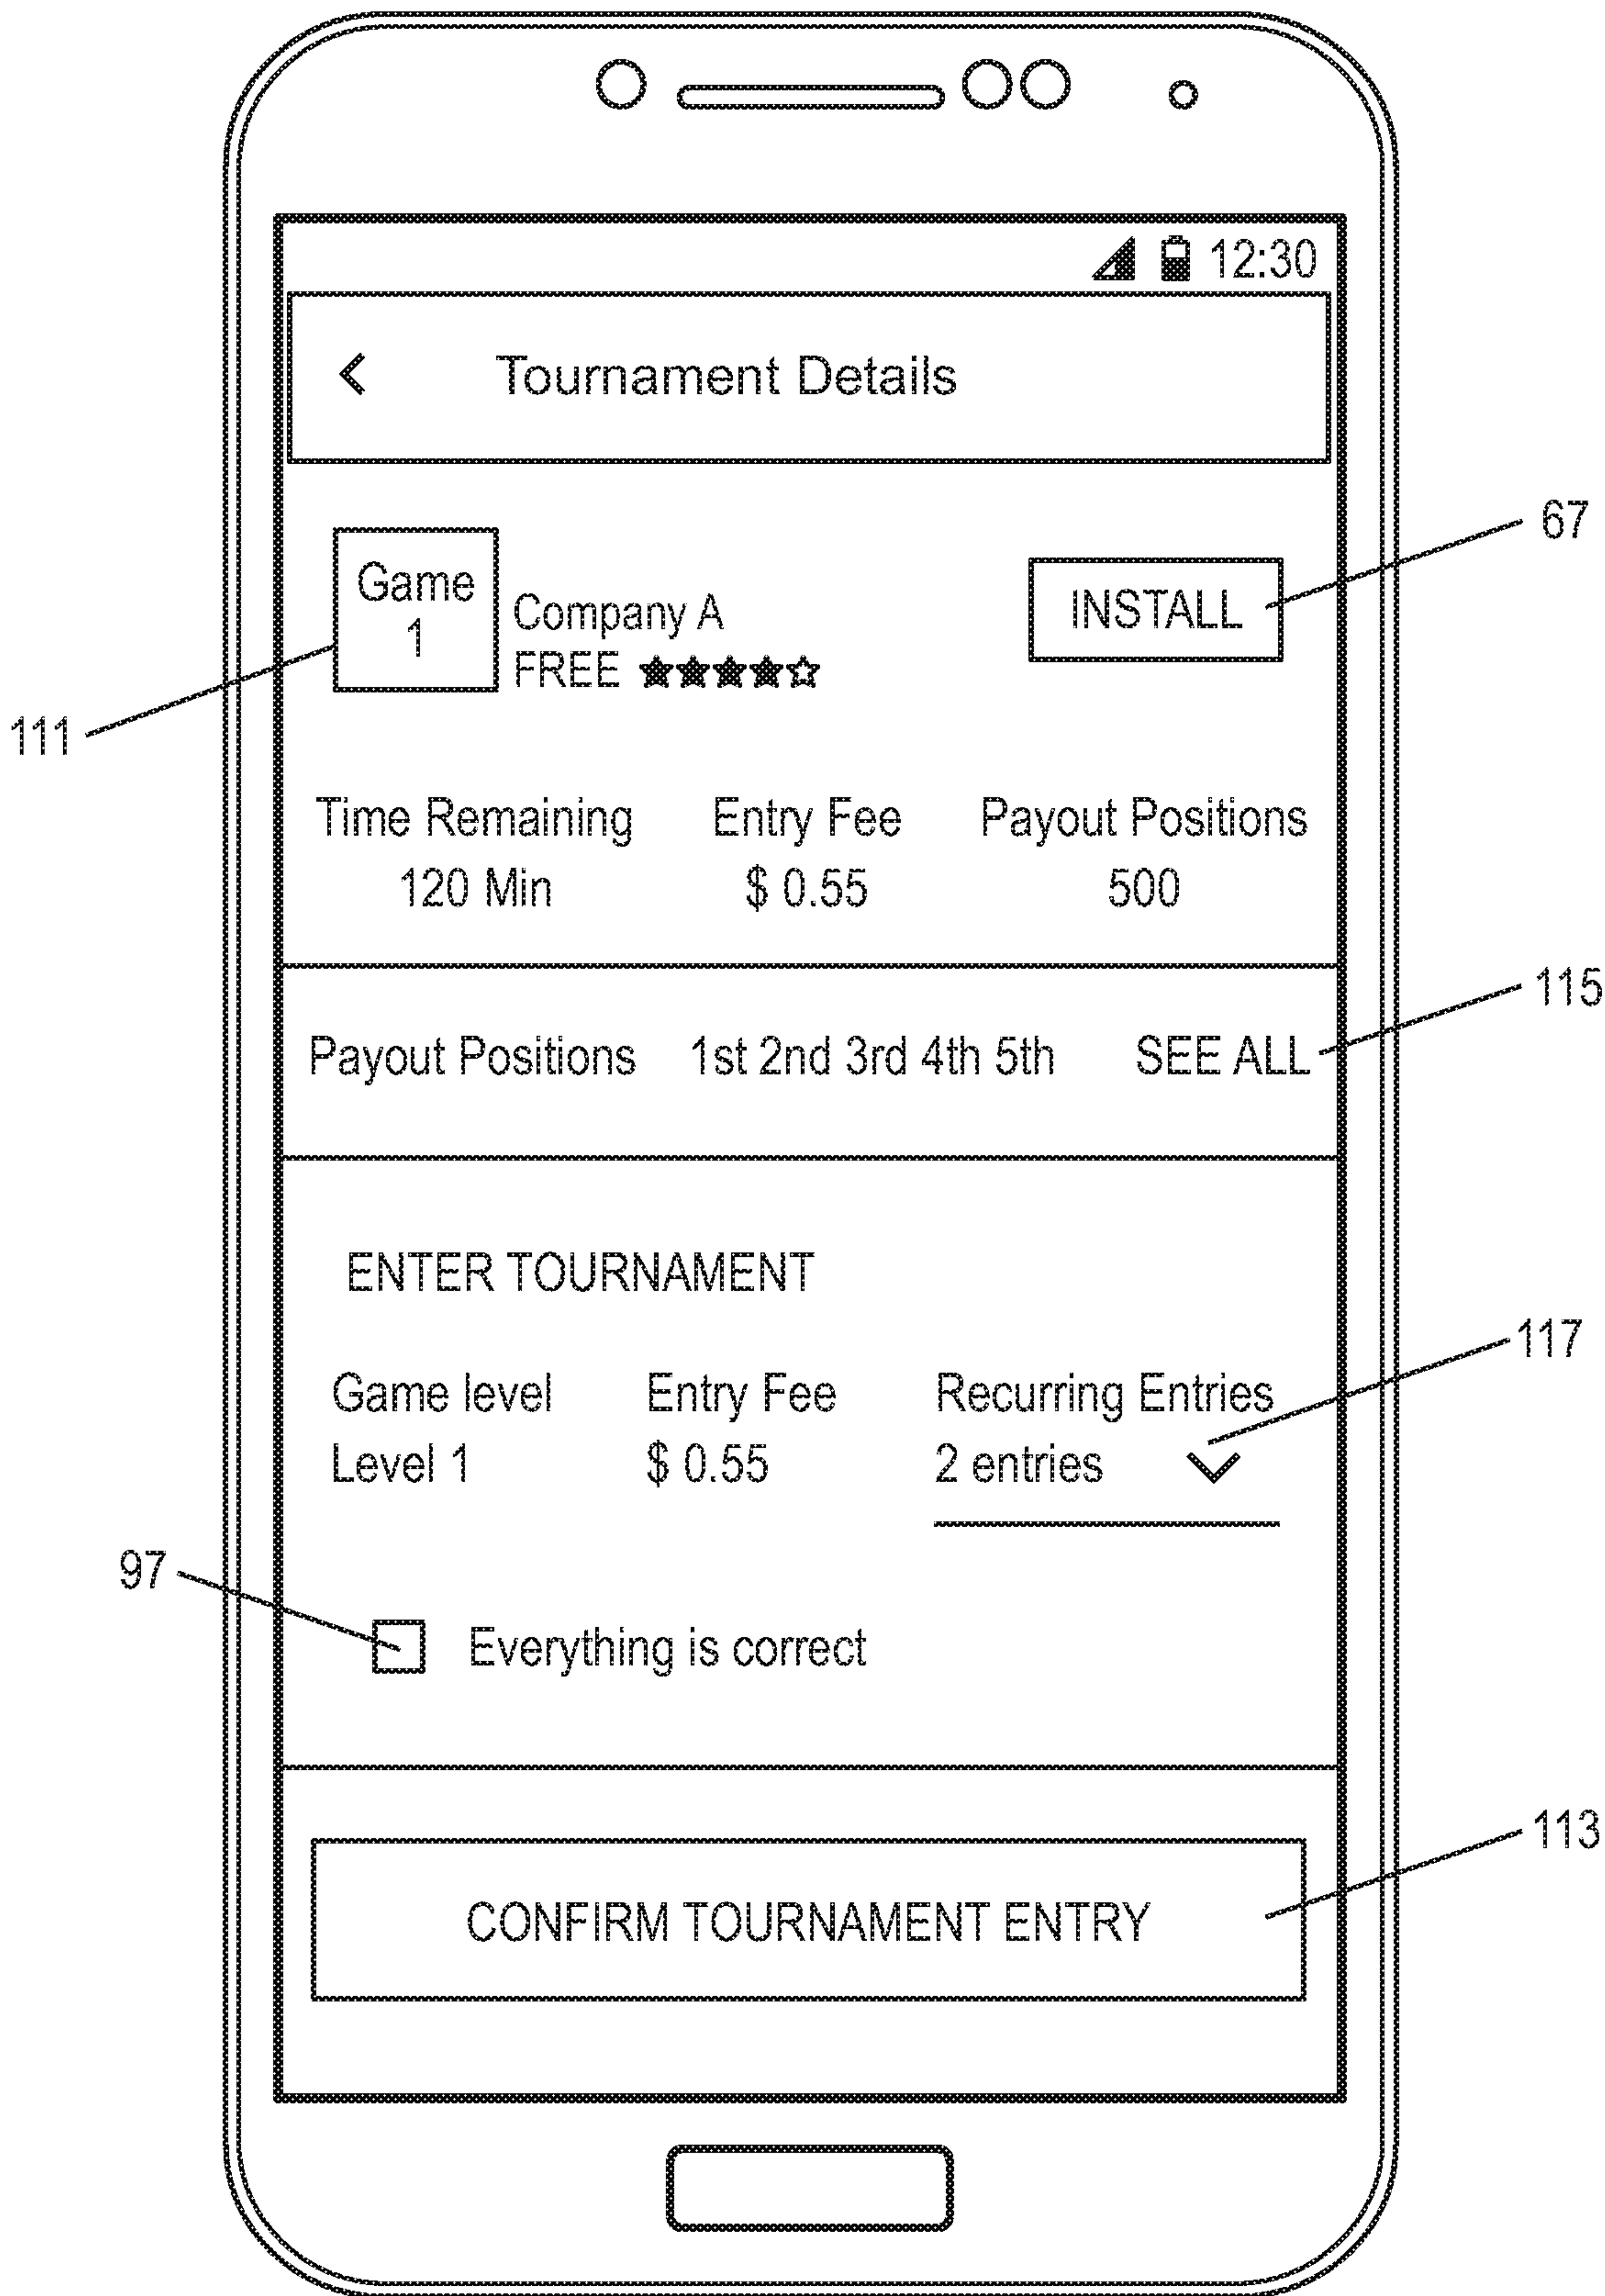 12:30
< Tournament Details
67
Game
1
Company A
INSTALL
FREE ★★★★☆
111
Time Remaining Entry Fee Payout Positions
120 Min $ 0.55 500
115
Payout Positions 1st 2nd 3rd 4th 5th SEE ALL
ENTER TOURNAMENT
117
Game level Entry Fee Recurring Entries
Level 1 $ 0.55 2 entries
97
Everything is correct
113
CONFIRM TOURNAMENT ENTRY